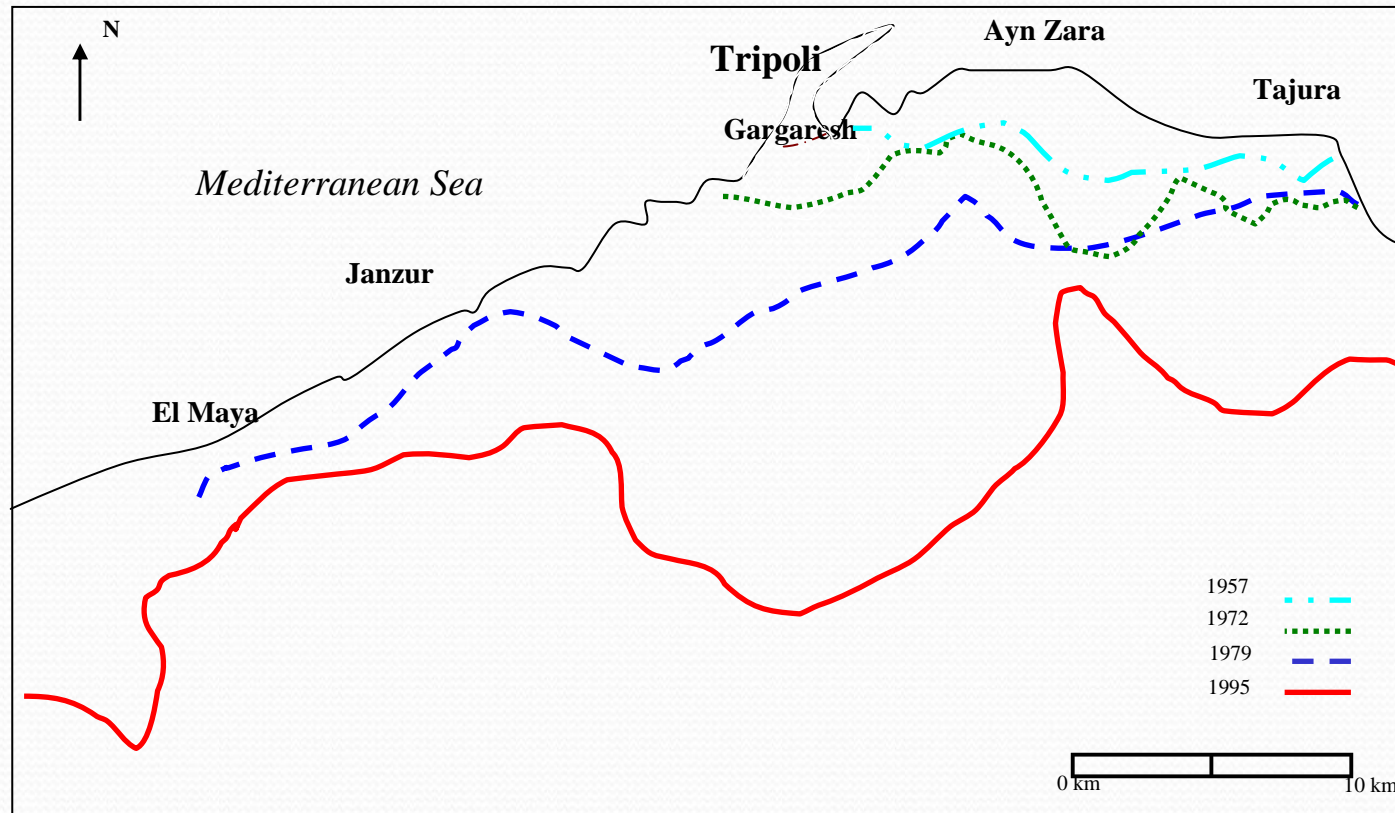 N
Ayn Zara
Tripoli
Tajura
Gargaresh
Mediterranean Sea
Janzur
El Maya
1957
1972
1979
1995
0 km
10 km